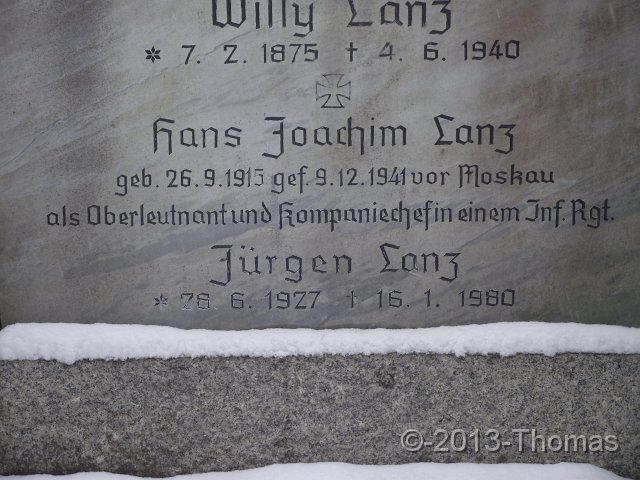 Willy Lanz
* 7. 2. 1875 † 4. 6. 1940
Hans Joachim Lanz
geb. 26.9.1915 gef. 9.12.1941 vor Moskau
als Oberleutnant und Kompaniechef in einem Inf. Rgt.
Jürgen Lanz
* 28. 6. 1927 † 16. 1. 1980
©-2013-Thomas